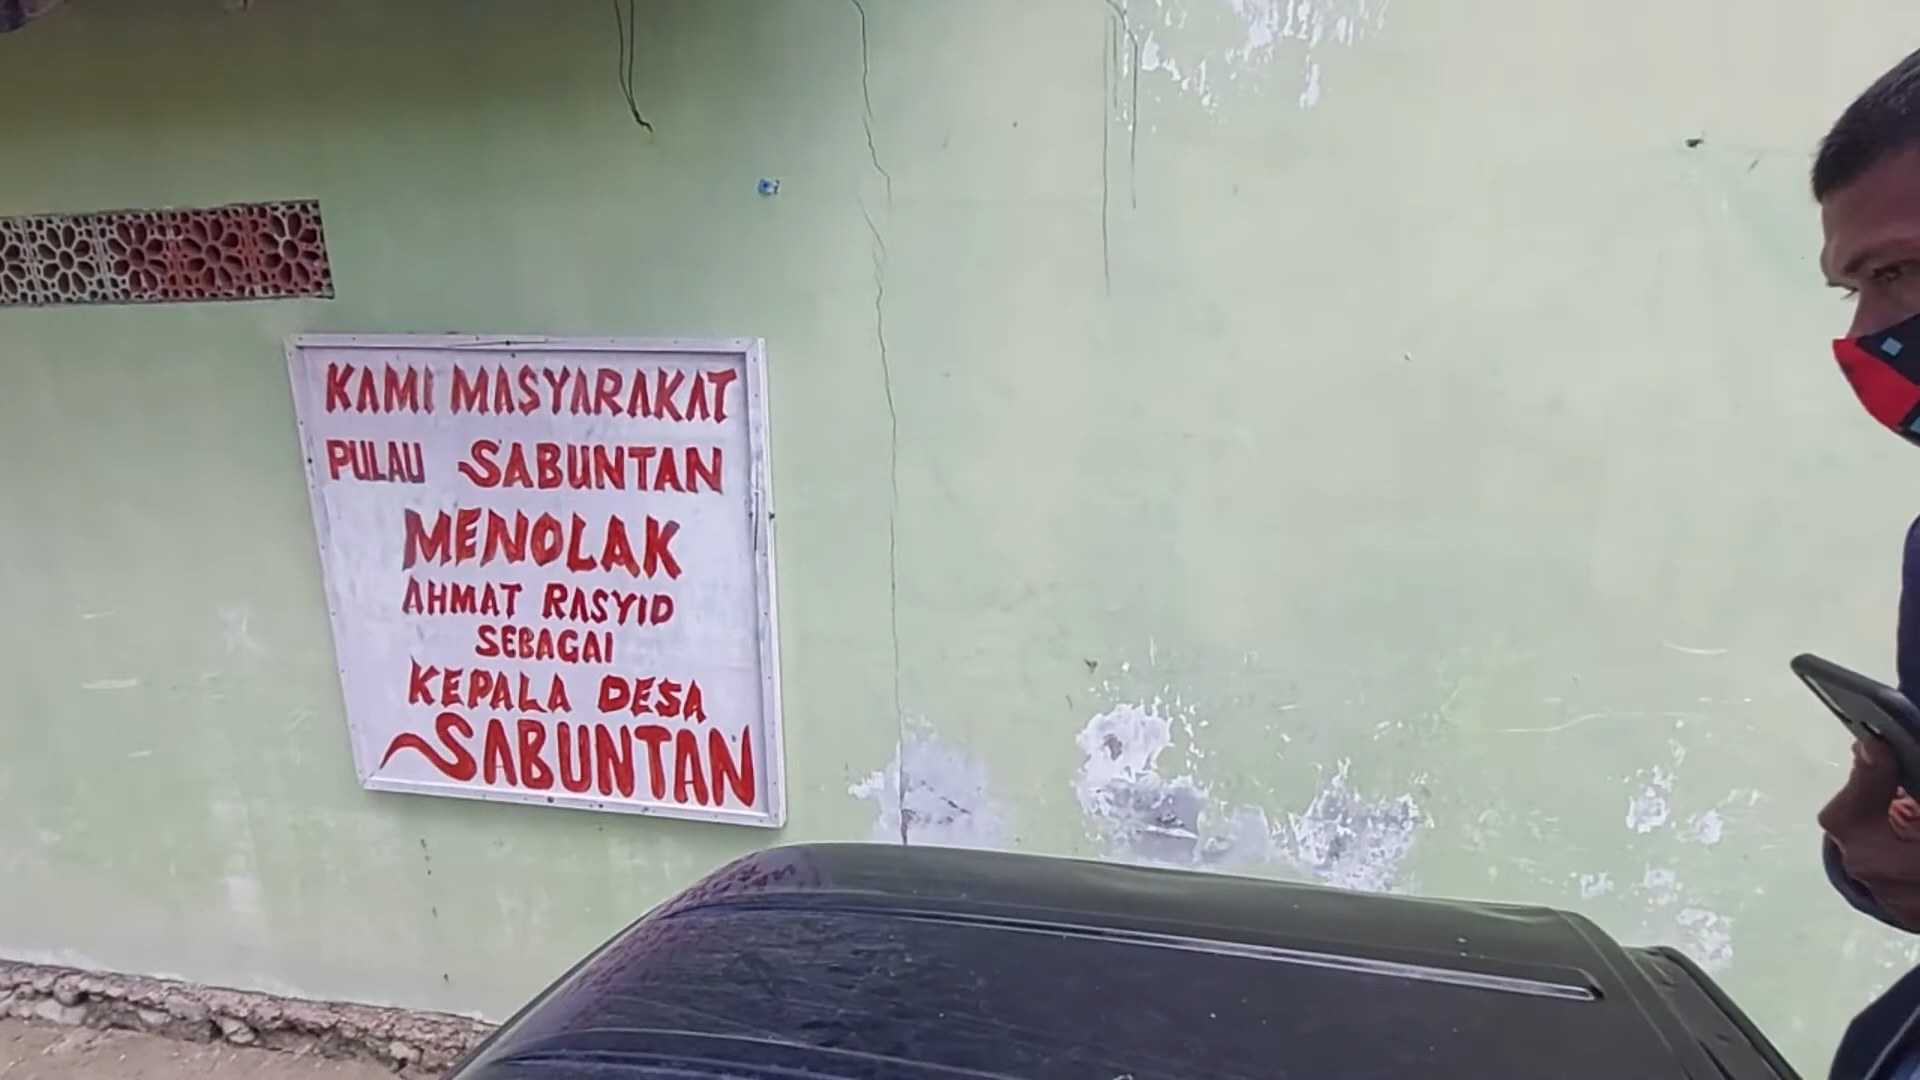 KAMI MASYARAKAT
PULAU SABUNTAN
MENOLAK
AHMAT RASYID
SEBAGAI
KEPALA DESA
SABUNTAN